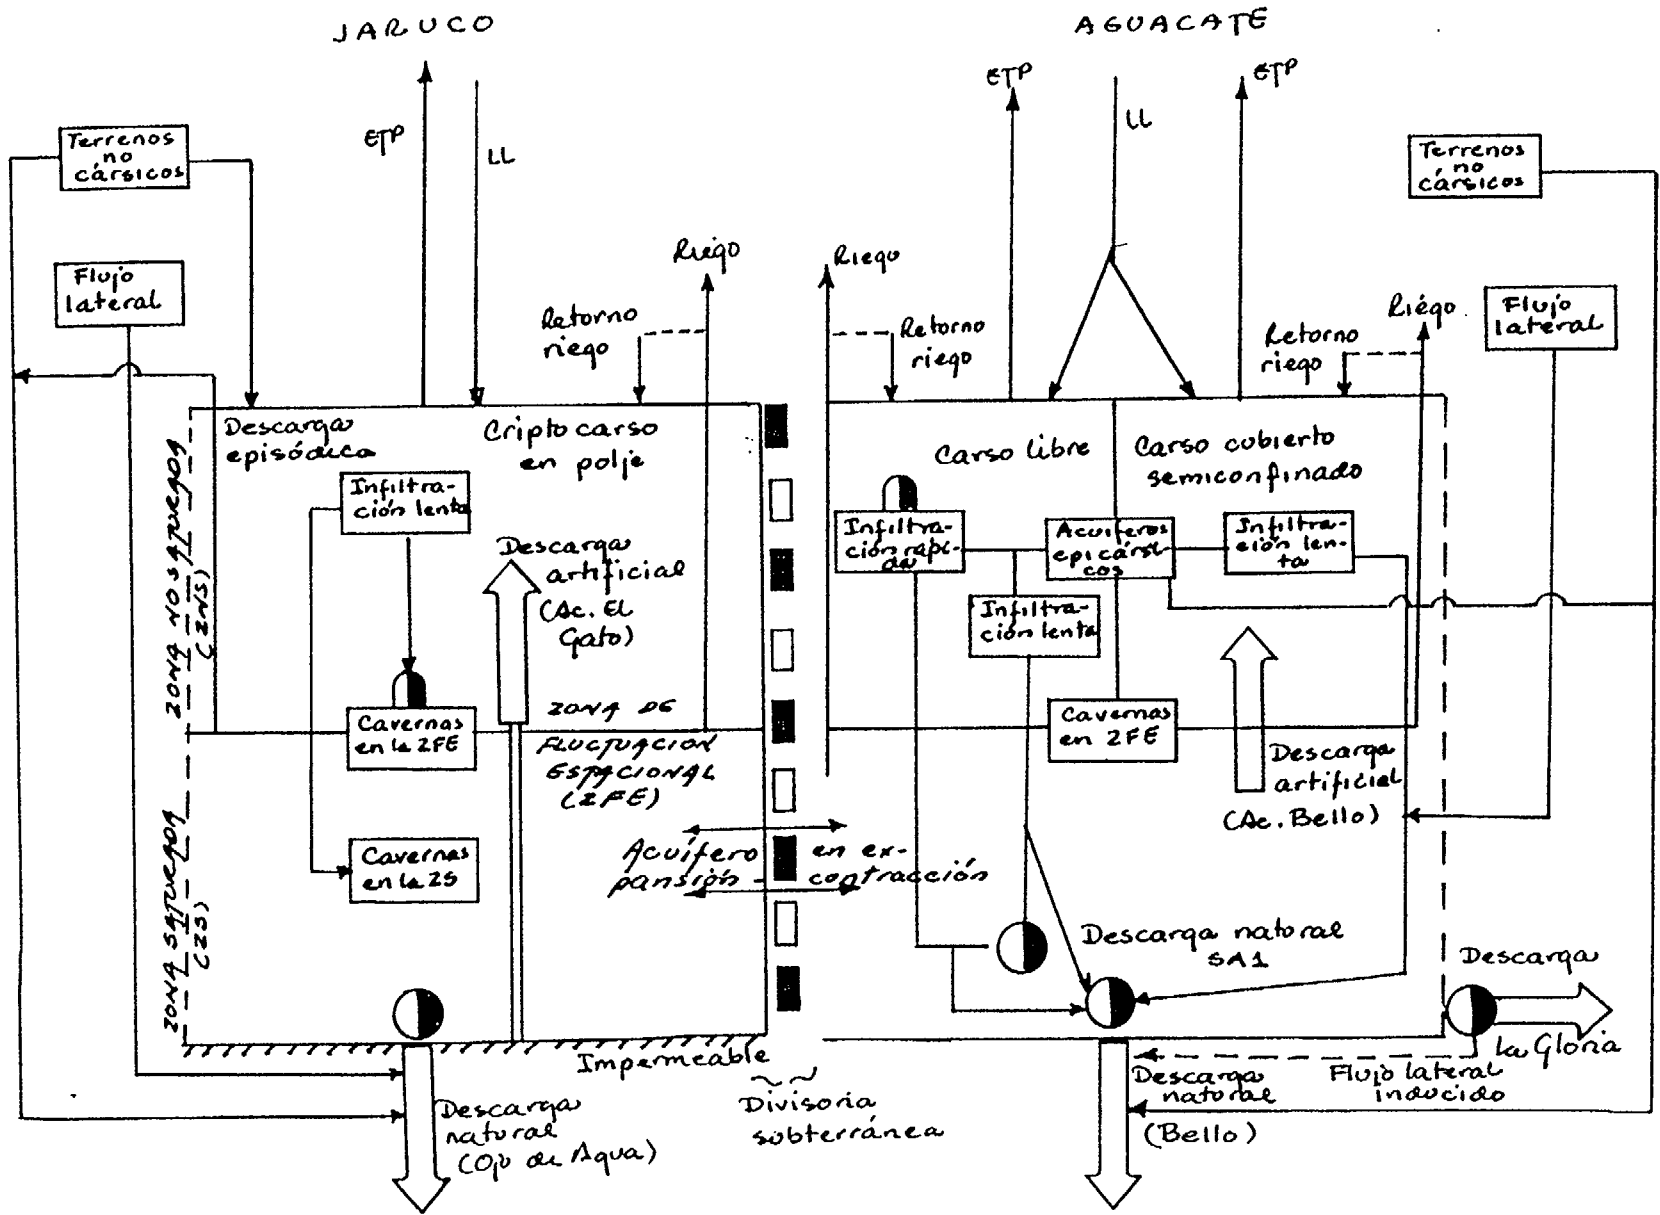 JARUCO
AGUACATE
ETP
LL
ETP
LL
ETP
Terrenos
no
cársicos
Terrenos
no
cársicos
Flujo
lateral
Flujo
lateral
Riego
Riego
Riégo
Retorno
riego
Retorno
riego
Retorno
riego
Descarga
episódica
Cripto carso
en polje
Carso libre
Carso cubierto
semiconfinado
ZONA NO SATURADA
(ZNS)
Infiltra-
ción lenta
Descarga
artificial
(Ac. El
Gato)
Infiltra-
ción rápi-
da
Acuíferos
epicársi
cos
Infiltra-
ción len-
ta
Infiltra-
ción lenta
Cavernas
en la ZFE
ZONA DE
FLUCTUACION
ESTACIONAL
(ZFE)
Cavernas
en ZFE
Descarga
artificial
(Ac. Bello)
ZONA SATURADA
(ZS)
Cavernas
en la ZS
Acuífero en ex-
pansión - contracción
Descarga natural
SA1
Descarga
La Gloria
Impermeable
Divisoria
subterránea
Descarga
natural
(Ojo de Agua)
Descarga
natural
(Bello)
Flujo lateral
inducido